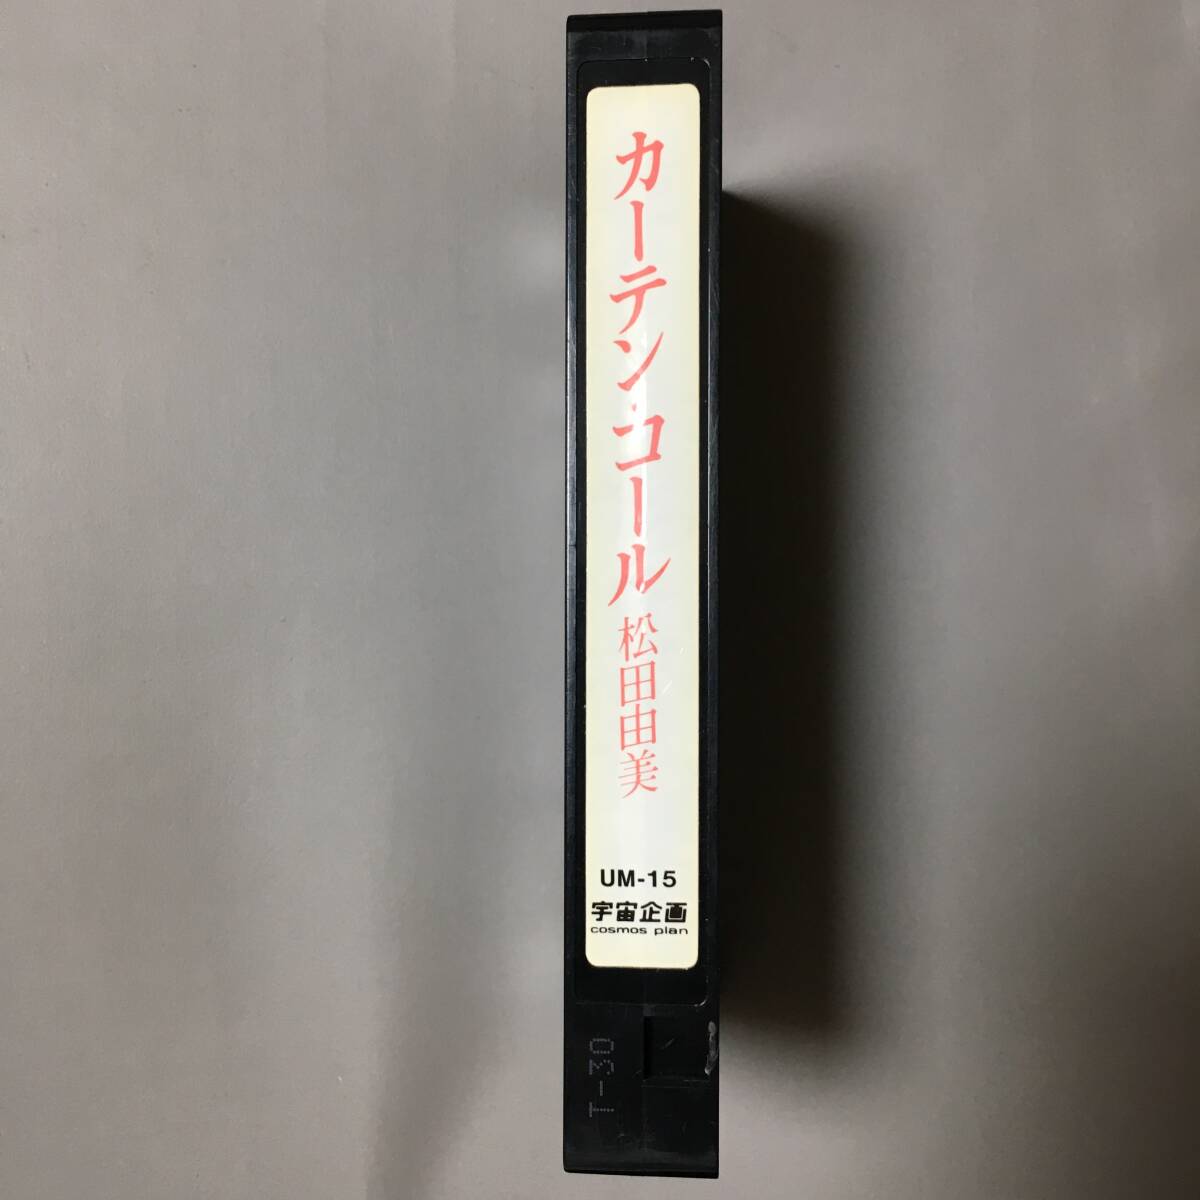 カーテン・コール
松田由美
UM-15
宇宙企画
cosmos plan
T-30